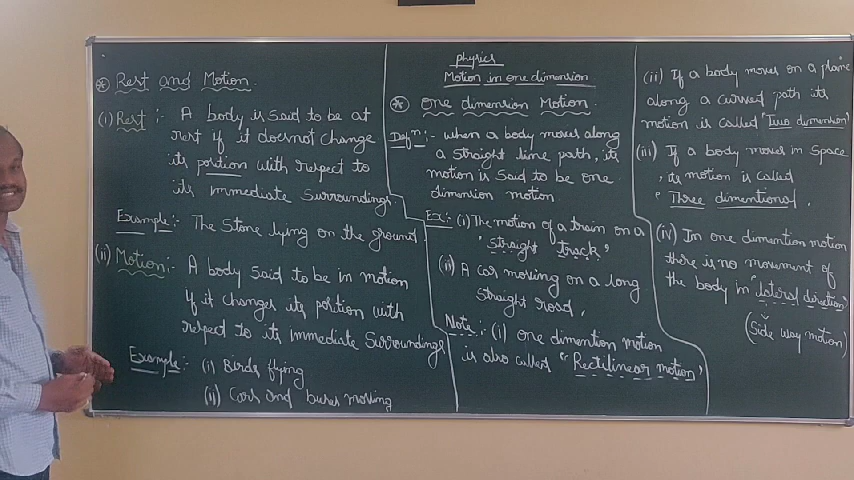 Rest and Motion.
(i) Rest :- A body is said to be at
rest if it doesnot change
its portion with respect to
its immediate surroundings.
Example:- The stone lying on the ground.
(ii) Motion:- A body said to be in motion
If it changes its portion with
respect to its immediate surroundings
Example:- (i) Birds flying
(ii) Cars and buses moving
physics
Motion in one dimension
One dimension Motion.
Defn:- when a body moves along
a straight line path, its
motion is said to be one
dimension motion
Ex:- (i) The motion of a train on a
"straight track"
(ii) A car moving on a long
straight road.
Note:- (i) one dimention motion
is also called "Rectilinear motion"
(ii) If a body moves on a plane
along a curved path its
motion is called "Two dimension"
(iii) If a body moves in space
, its motion is called
"Three dimentional.
(iv) In one dimention motion
there is no movement of
the body in "lateral direction"
(side way motion)